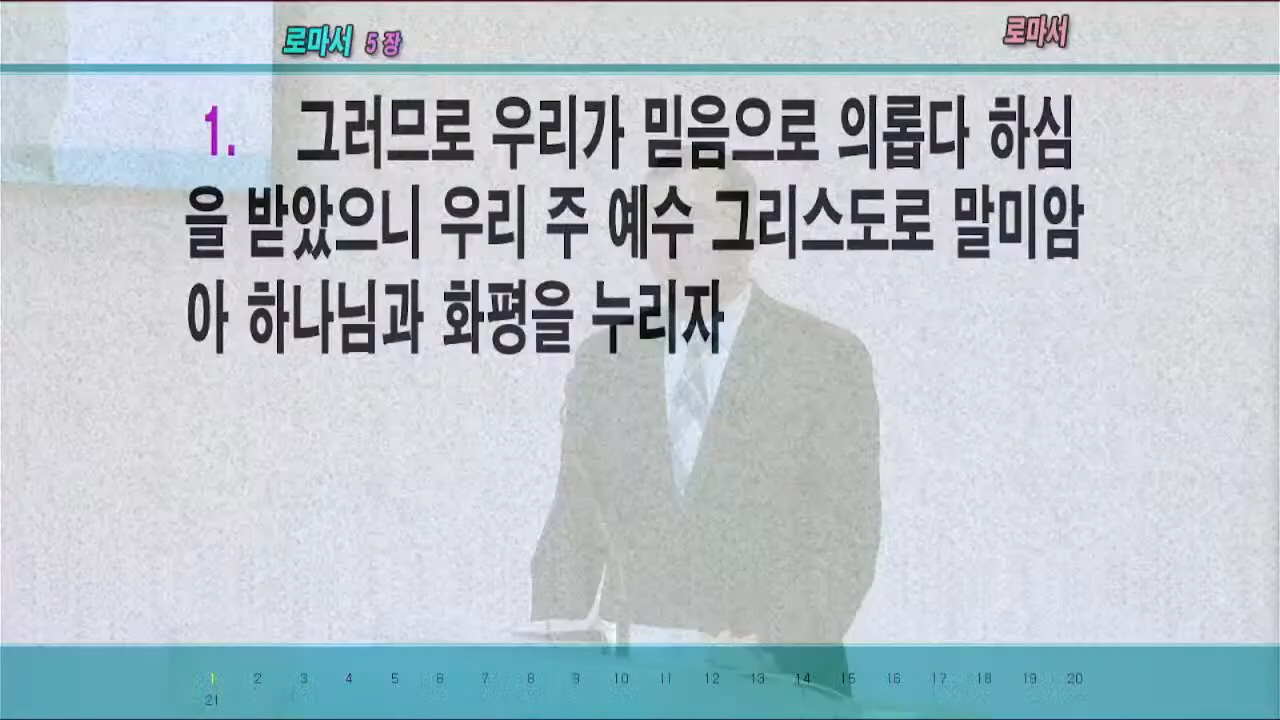 로마서 5 장 로마서
1. 그러므로 우리가 믿음으로 의롭다 하심
을 받았으니 우리 주 예수 그리스도로 말미암
아 하나님과 화평을 누리자
1 2 3 4 5 6 7 8 9 10 11 12 13 14 15 16 17 18 19 20
21